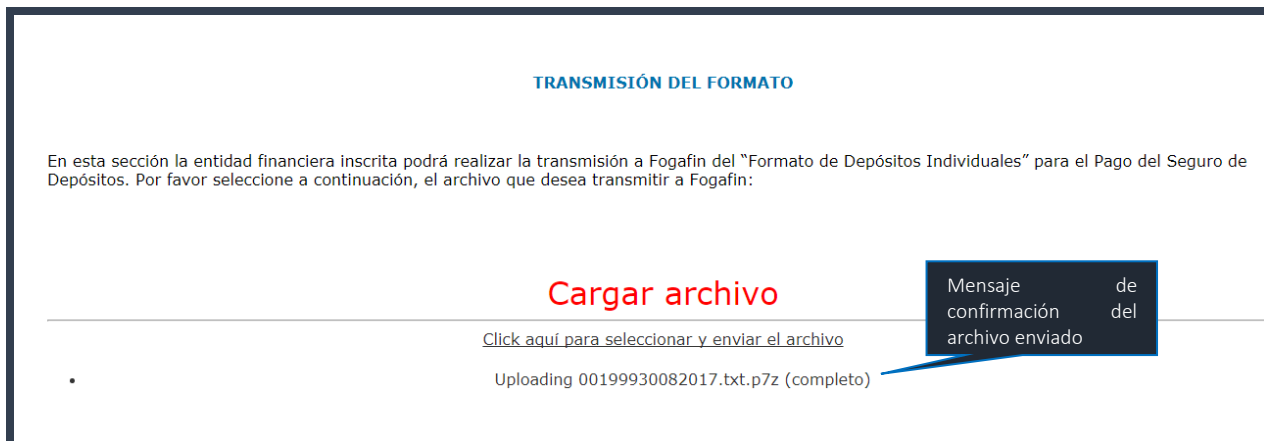 TRANSMISIÓN DEL FORMATO
En esta sección la entidad financiera inscrita podrá realizar la transmisión a Fogafin del “Formato de Depósitos Individuales” para el Pago del Seguro de
Depósitos. Por favor seleccione a continuación, el archivo que desea transmitir a Fogafin:
Cargar archivo
Mensaje de
confirmación del
archivo enviado
Click aquí para seleccionar y enviar el archivo
• Uploading 00199930082017.txt.p7z (completo)